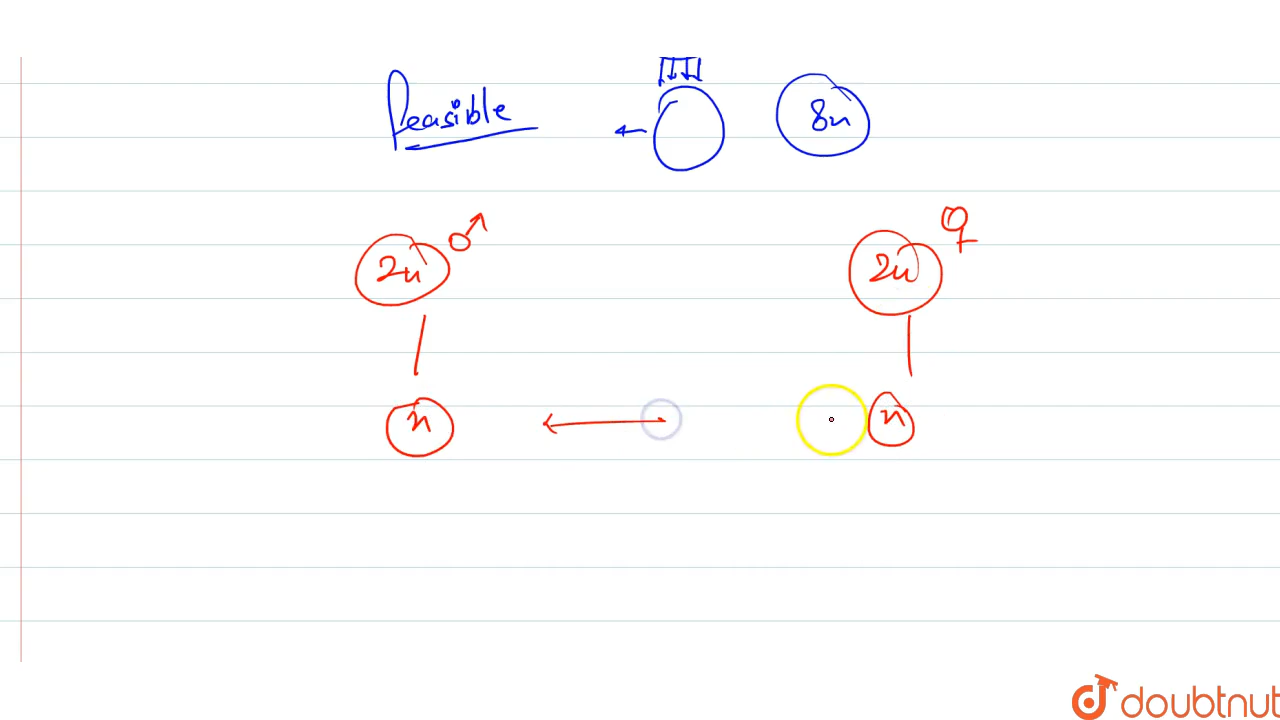 feasible 8n
2n ♂ 2n ♀
n ← n
doubtnut